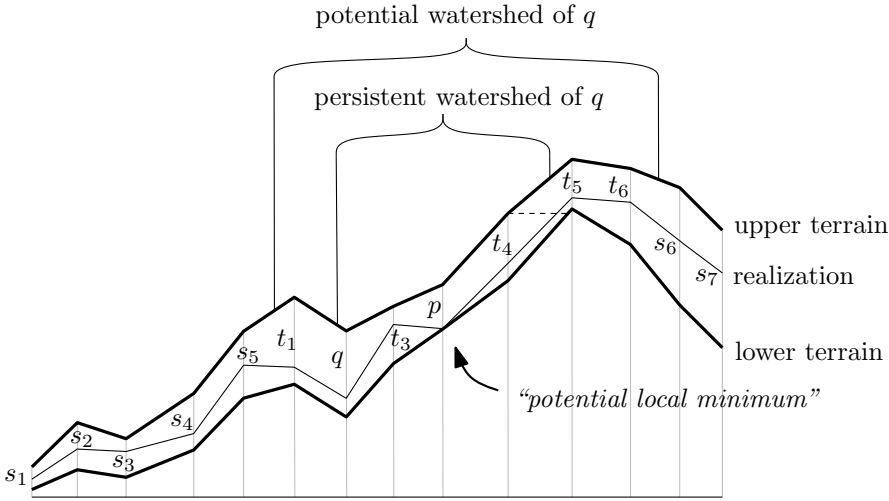 potential watershed of q
persistent watershed of q
t₅
t₆
upper terrain
t₄
s₆
s₇
realization
p
t₁
t₃
q
s₅
lower terrain
“potential local minimum”
s₄
s₂
s₃
s₁